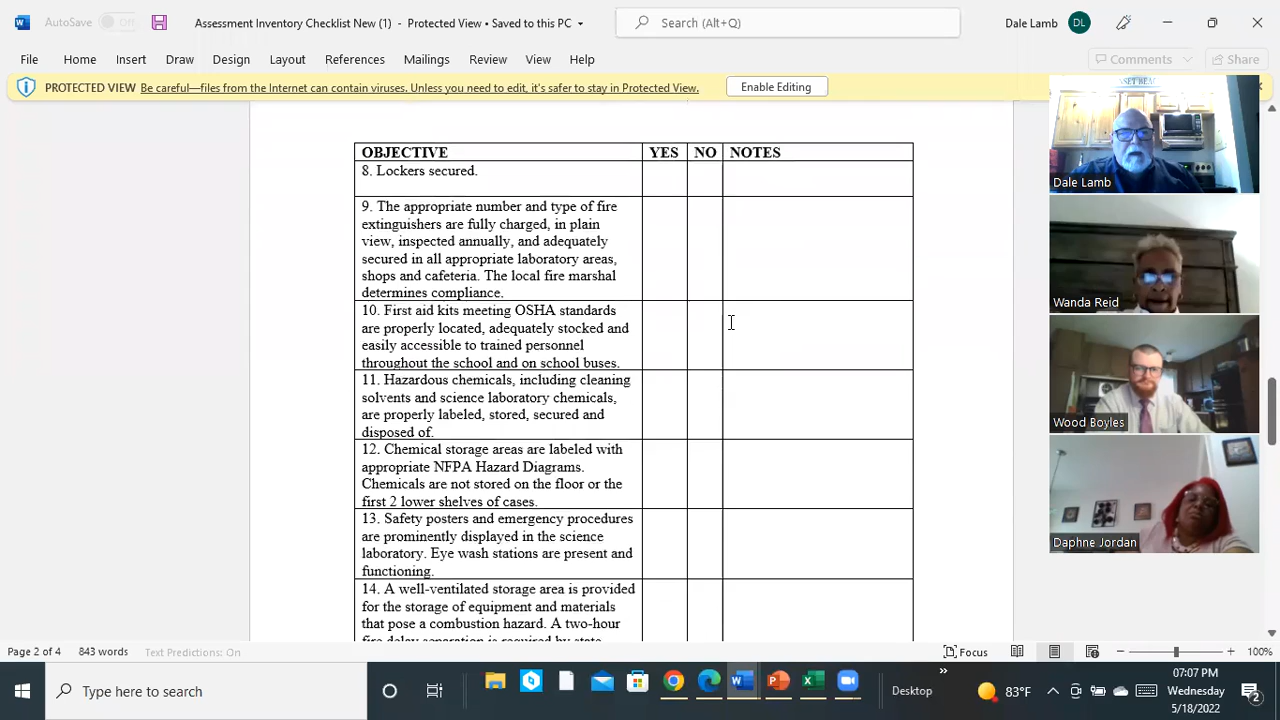 AutoSave Off Assessment Inventory Checklist New (1) - Protected View • Saved to this PC Search (Alt+Q) Dale Lamb DL
File Home Insert Draw Design Layout References Mailings Review View Help Comments Share
PROTECTED VIEW Be careful—files from the Internet can contain viruses. Unless you need to edit, it's safer to stay in Protected View. Enable Editing
OBJECTIVE YES NO NOTES
8. Lockers secured.
9. The appropriate number and type of fire
extinguishers are fully charged, in plain
view, inspected annually, and adequately
secured in all appropriate laboratory areas,
shops and cafeteria. The local fire marshal
determines compliance.
10. First aid kits meeting OSHA standards
are properly located, adequately stocked and
easily accessible to trained personnel
throughout the school and on school buses.
11. Hazardous chemicals, including cleaning
solvents and science laboratory chemicals,
are properly labeled, stored, secured and
disposed of.
12. Chemical storage areas are labeled with
appropriate NFPA Hazard Diagrams.
Chemicals are not stored on the floor or the
first 2 lower shelves of cases.
13. Safety posters and emergency procedures
are prominently displayed in the science
laboratory. Eye wash stations are present and
functioning.
14. A well-ventilated storage area is provided
for the storage of equipment and materials
that pose a combustion hazard. A two-hour
fire delay separation is required by state
Dale Lamb
Wanda Reid
Wood Boyles
Daphne Jordan
Page 2 of 4 843 words Text Predictions: On Focus 100%
Type here to search Desktop 83°F
07:07 PM
Wednesday
5/18/2022
2